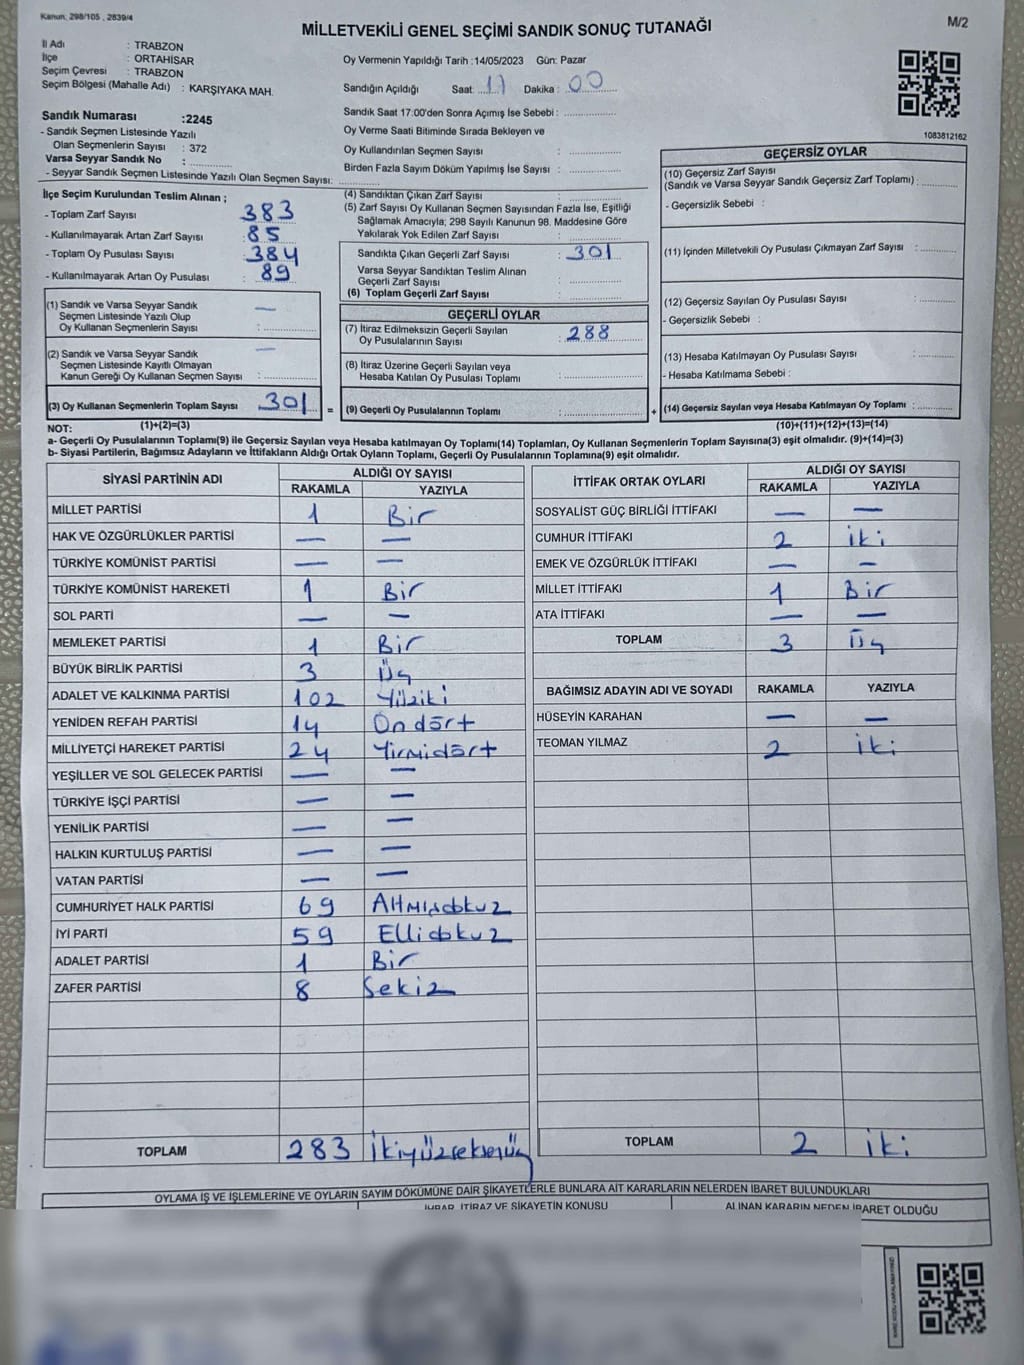 Kanun: 298/105 , 2839/4
MİLLETVEKİLİ GENEL SEÇİMİ SANDIK SONUÇ TUTANAĞI
M/2
İl Adı : TRABZON
İlçe : ORTAHİSAR
Seçim Çevresi : TRABZON
Seçim Bölgesi (Mahalle Adı) : KARŞIYAKA MAH.
Oy Vermenin Yapıldığı Tarih :14/05/2023 Gün: Pazar
Sandığın Açıldığı Saat: 17 Dakika : 00
Sandık Numarası :2245
- Sandık Seçmen Listesinde Yazılı
Olan Seçmenlerin Sayısı : 372
Varsa Seyyar Sandık No :
- Seyyar Sandık Seçmen Listesinde Yazılı Olan Seçmen Sayısı:
Sandık Saat 17.00'den Sonra Açımış İse Sebebi :
Oy Verme Saati Bitiminde Sırada Bekleyen ve
Oy Kullandırılan Seçmen Sayısı :
Birden Fazla Sayım Döküm Yapılmış İse Sayısı :
1083812162
İlçe Seçim Kurulundan Teslim Alınan ;
- Toplam Zarf Sayısı : 383
- Kullanılmayarak Artan Zarf Sayısı : 85
- Toplam Oy Pusulası Sayısı : 384
- Kullanılmayarak Artan Oy Pusulası : 89
(4) Sandıktan Çıkan Zarf Sayısı :
(5) Zarf Sayısı Oy Kullanan Seçmen Sayısından Fazla İse, Eşitliği
Sağlamak Amacıyla; 298 Sayılı Kanunun 98. Maddesine Göre
Yakılarak Yok Edilen Zarf Sayısı :
Sandıkta Çıkan Geçerli Zarf Sayısı : 301
Varsa Seyyar Sandıktan Teslim Alınan
Geçerli Zarf Sayısı :
(6) Toplam Geçerli Zarf Sayısı :
GEÇERSİZ OYLAR
(10) Geçersiz Zarf Sayısı
(Sandık ve Varsa Seyyar Sandık Geçersiz Zarf Toplamı) :
- Geçersizlik Sebebi :
(11) İçinden Milletvekili Oy Pusulası Çıkmayan Zarf Sayısı :
(12) Geçersiz Sayılan Oy Pusulası Sayısı :
- Geçersizlik Sebebi :
(13) Hesaba Katılmayan Oy Pusulası Sayısı :
- Hesaba Katılmama Sebebi :
(1) Sandık ve Varsa Seyyar Sandık —
Seçmen Listesinde Yazılı Olup
Oy Kullanan Seçmenlerin Sayısı :
(2) Sandık ve Varsa Seyyar Sandık —
Seçmen Listesinde Kayıtlı Olmayan
Kanun Gereği Oy Kullanan Seçmen Sayısı :
GEÇERLİ OYLAR
(7) İtiraz Edilmeksizin Geçerli Sayılan
Oy Pusulalarının Sayısı : 288
(8) İtiraz Üzerine Geçerli Sayılan veya
Hesaba Katılan Oy Pusulası Toplamı :
(3) Oy Kullanan Seçmenlerin Toplam Sayısı : 301 = (9) Geçerli Oy Pusulalarının Toplamı : + (14) Geçersiz Sayılan veya Hesaba Katılmayan Oy Toplamı :
NOT: (1)+(2)=(3) (10)+(11)+(12)+(13)=(14)
a- Geçerli Oy Pusulalarının Toplamı(9) ile Geçersiz Sayılan veya Hesaba katılmayan Oy Toplamı(14) Toplamları, Oy Kullanan Seçmenlerin Toplam Sayısına(3) eşit olmalıdır. (9)+(14)=(3)
b- Siyasi Partilerin, Bağımsız Adayların ve İttifakların Aldığı Ortak Oyların Toplamı, Geçerli Oy Pusulalarının Toplamına(9) eşit olmalıdır.
SİYASİ PARTİNİN ADI ALDIĞI OY SAYISI
RAKAMLA YAZIYLA
MİLLET PARTİSİ 1 Bir
HAK VE ÖZGÜRLÜKLER PARTİSİ — —
TÜRKİYE KOMÜNİST PARTİSİ — —
TÜRKİYE KOMÜNİST HAREKETİ 1 Bir
SOL PARTİ — —
MEMLEKET PARTİSİ 1 Bir
BÜYÜK BİRLİK PARTİSİ 3 Üç
ADALET VE KALKINMA PARTİSİ 102 Yüziki
YENİDEN REFAH PARTİSİ 14 Ondört
MİLLİYETÇİ HAREKET PARTİSİ 24 Yirmidört
YEŞİLLER VE SOL GELECEK PARTİSİ — —
TÜRKİYE İŞÇİ PARTİSİ — —
YENİLİK PARTİSİ — —
HALKIN KURTULUŞ PARTİSİ — —
VATAN PARTİSİ — —
CUMHURİYET HALK PARTİSİ 69 Altmışdokuz
İYİ PARTİ 59 Ellidokuz
ADALET PARTİSİ 1 Bir
ZAFER PARTİSİ 8 Sekiz
TOPLAM 283 İkiyüzseksenüç
İTTİFAK ORTAK OYLARI ALDIĞI OY SAYISI
RAKAMLA YAZIYLA
SOSYALİST GÜÇ BİRLİĞİ İTTİFAKI — —
CUMHUR İTTİFAKI 2 iki
EMEK VE ÖZGÜRLÜK İTTİFAKI — —
MİLLET İTTİFAKI 1 Bir
ATA İTTİFAKI — —
TOPLAM 3 Üç
BAĞIMSIZ ADAYIN ADI VE SOYADI RAKAMLA YAZIYLA
HÜSEYİN KARAHAN — —
TEOMAN YILMAZ 2 iki
TOPLAM 2 iki
OYLAMA İŞ VE İŞLEMLERİNE VE OYLARIN SAYIM DÖKÜMÜNE DAİR ŞİKAYETLERLE BUNLARA AİT KARARLARIN NELERDEN İBARET BULUNDUKLARI
İHBAR, İTİRAZ VE ŞİKAYETİN KONUSU ALINAN KARARIN NEDEN İBARET OLDUĞU